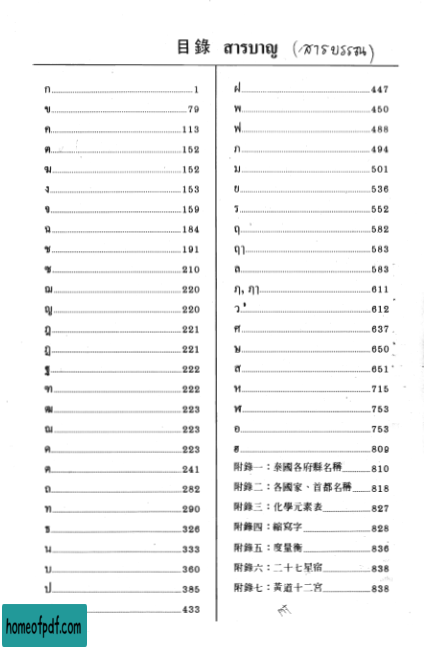 目錄 สารบาญ (สารบรรณ)
ก 1
ข 79
ค 113
ฅ 152
ฆ 152
ง 153
จ 159
ฉ 184
ช 191
ซ 210
ฌ 220
ญ 220
ฎ 221
ฏ 221
ฐ 222
ฑ 222
ฒ 223
ณ 223
ด 223
ต 241
ถ 282
ท 290
ธ 326
น 333
บ 360
ป 385
433
ฝ 447
พ 450
ฟ 488
ภ 494
ม 501
ย 536
ร 552
ฤ 582
ฤๅ 583
ล 583
ฦ, ฦๅ 611
ว 612
ศ 637
ษ 650
ส 651
ห 715
ฬ 753
อ 753
ฮ 809
附錄一：泰國各府縣名稱 810
附錄二：各國家、首都名稱 818
附錄三：化學元素表 827
附錄四：縮寫字 828
附錄五：度量衡 836
附錄六：二十七星宿 838
附錄七：黃道十二宮 838
homeofpdf.com